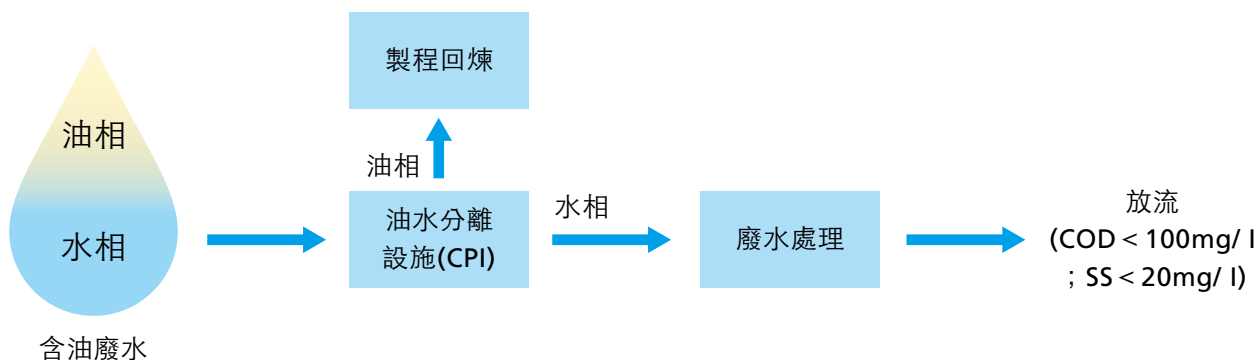 製程回煉
油相
油相
水相
油水分離
設施(CPI)
水相
廢水處理
放流
(COD＜100mg/ l
；SS＜20mg/ l)
含油廢水